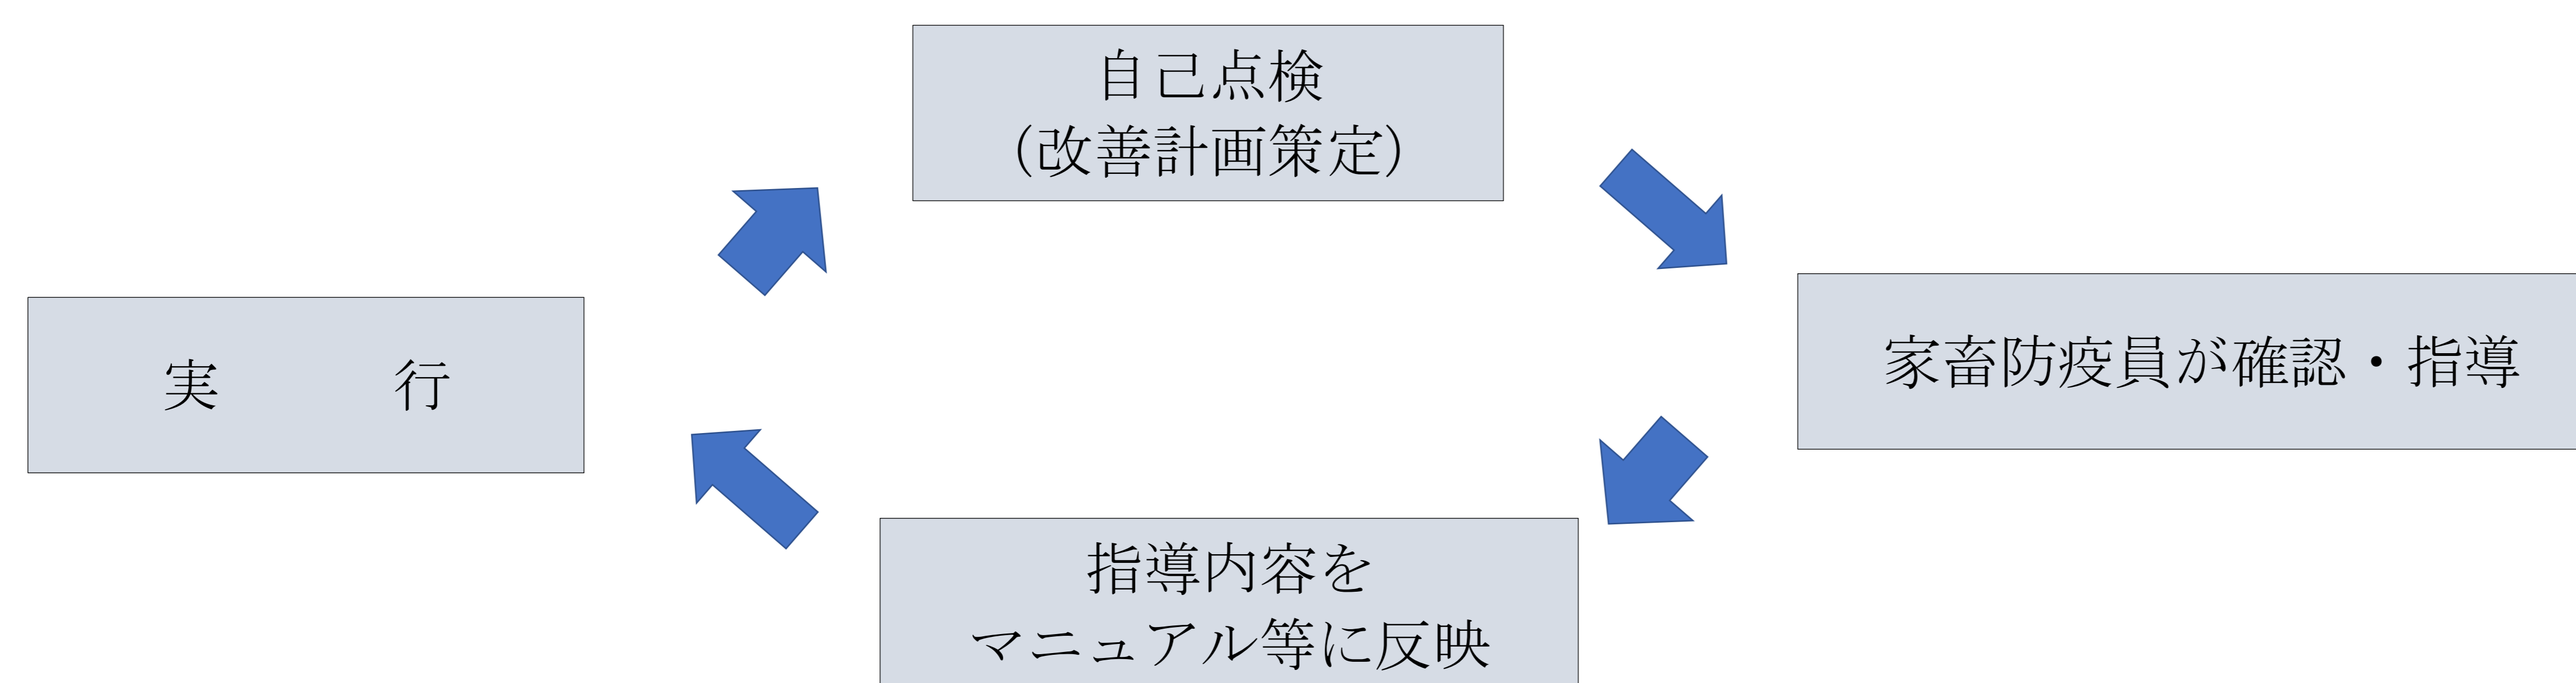 自己点検
（改善計画策定）
家畜防疫員が確認・指導
指導内容を
マニュアル等に反映
実　　　行